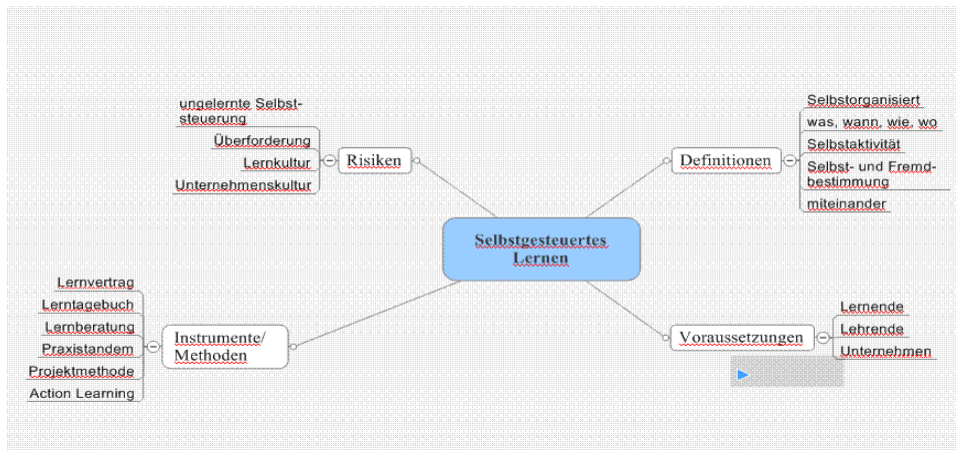 Selbstgesteuertes
Lernen
Definitionen
Selbstorganisiert
was, wann, wie, wo
Selbstaktivität
Selbst- und Fremd-
bestimmung
miteinander
Voraussetzungen
Lernende
Lehrende
Unternehmen
Risiken
ungelernte Selbst-
steuerung
Überforderung
Lernkultur
Unternehmenskultur
Instrumente/
Methoden
Lernvertrag
Lerntagebuch
Lernberatung
Praxistandem
Projektmethode
Action Learning